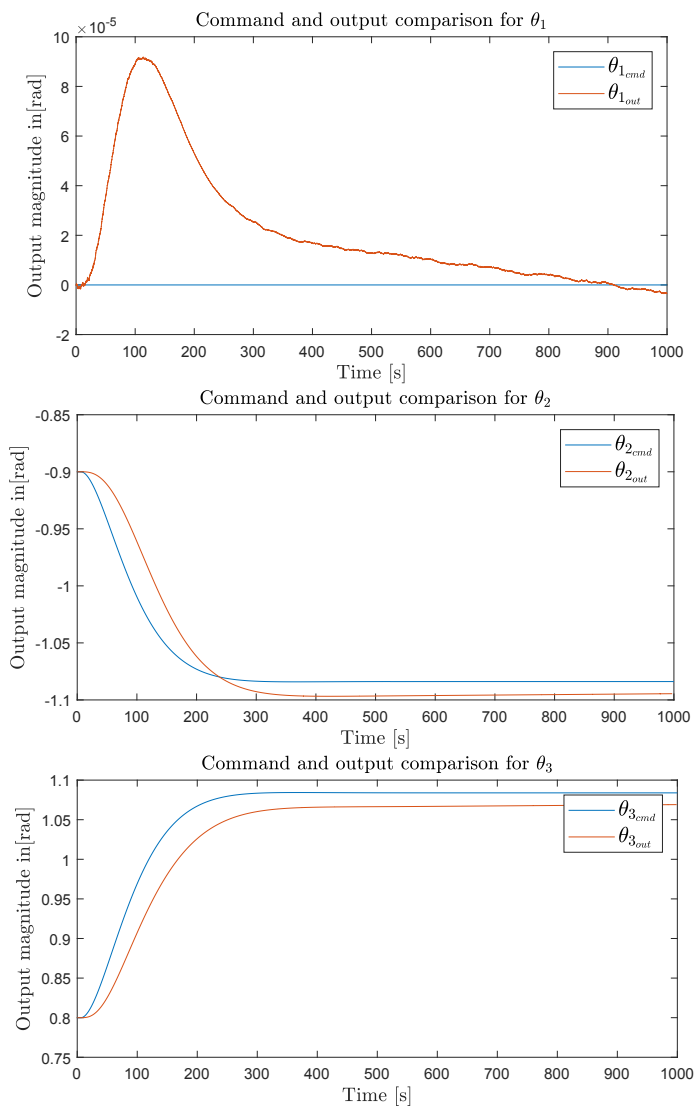 Command and output comparison for θ₁
×10⁻⁵
10
8
6
4
2
0
-2
Output magnitude in[rad]
θ₁cmd
θ₁out
0 100 200 300 400 500 600 700 800 900 1000
Time [s]
Command and output comparison for θ₂
-0.85
-0.9
-0.95
-1
-1.05
-1.1
Output magnitude in[rad]
θ₂cmd
θ₂out
0 100 200 300 400 500 600 700 800 900 1000
Time [s]
Command and output comparison for θ₃
1.1
1.05
1
0.95
0.9
0.85
0.8
0.75
Output magnitude in[rad]
θ₃cmd
θ₃out
0 100 200 300 400 500 600 700 800 900 1000
Time [s]